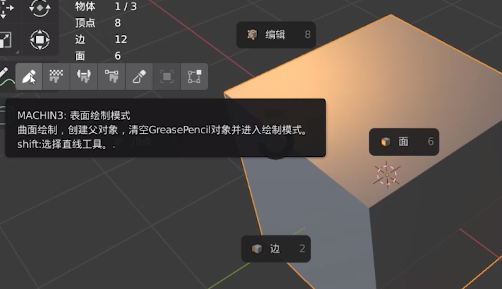 物体 1 / 3
顶点 8
边 12
面 6
编辑 8
MACHIN3: 表面绘制模式
曲面绘制，创建父对象，清空GreasePencil对象并进入绘制模式。
shift:选择直线工具。.
面 6
边 2